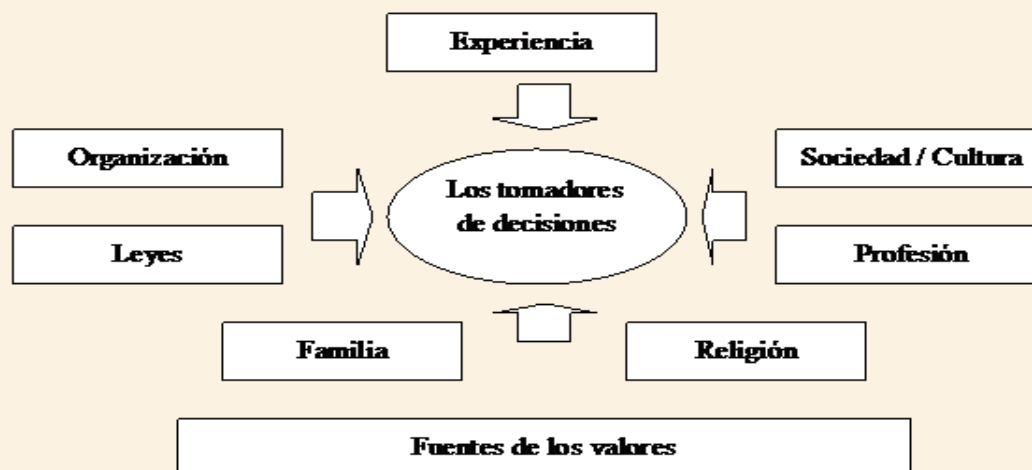 Experiencia
Organización
Sociedad / Cultura
Los tomadores
de decisiones
Leyes
Profesión
Familia
Religión
Fuentes de los valores